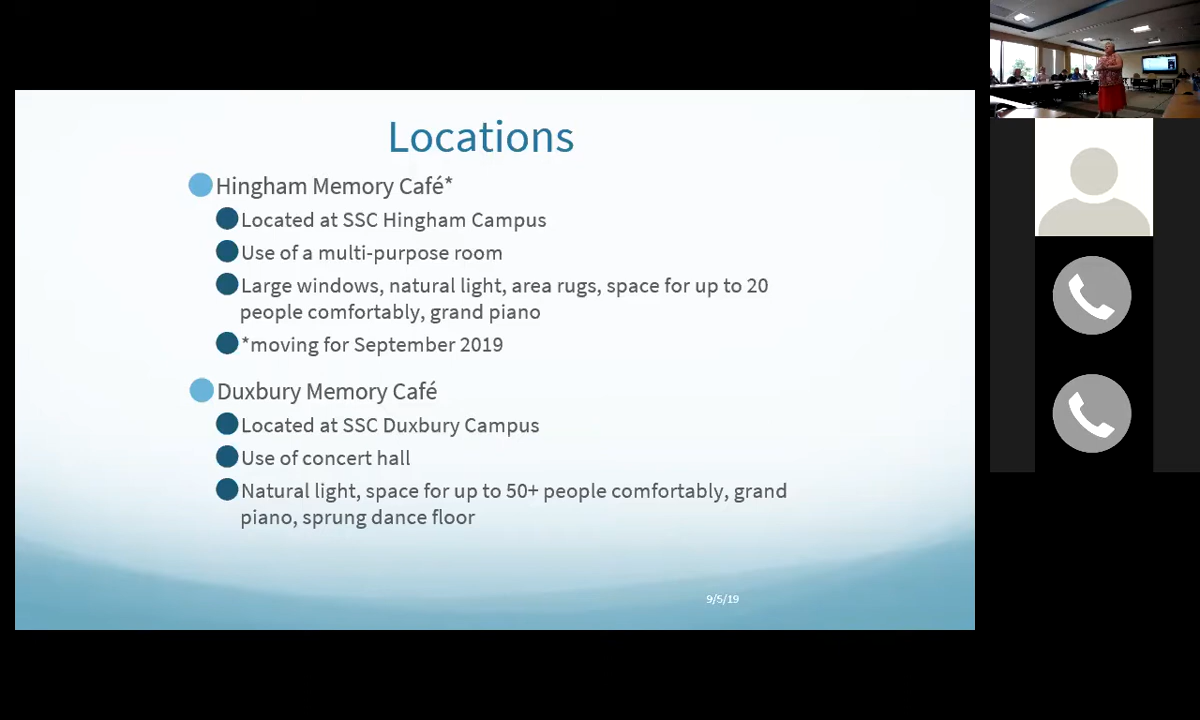 Locations
Hingham Memory Café*
Located at SSC Hingham Campus
Use of a multi-purpose room
Large windows, natural light, area rugs, space for up to 20
people comfortably, grand piano
*moving for September 2019
Duxbury Memory Café
Located at SSC Duxbury Campus
Use of concert hall
Natural light, space for up to 50+ people comfortably, grand
piano, sprung dance floor
9/5/19